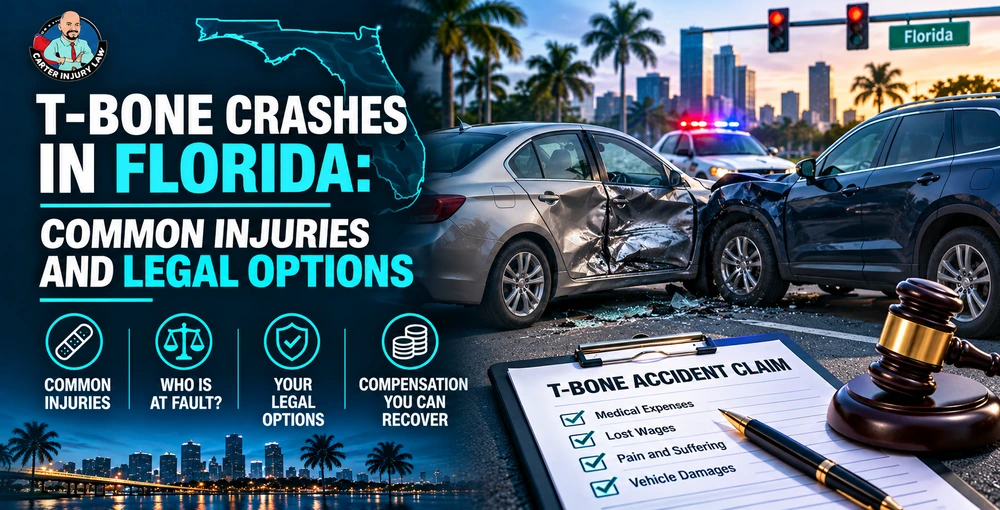 CARTER INJURY LAW
T-BONE CRASHES
IN FLORIDA:
COMMON INJURIES
AND LEGAL OPTIONS
COMMON
INJURIES
WHO IS
AT FAULT?
YOUR
LEGAL
OPTIONS
COMPENSATION
YOU CAN
RECOVER
Florida
T-BONE ACCIDENT CLAIM
Medical Expenses
Lost Wages
Pain and Suffering
Vehicle Damages